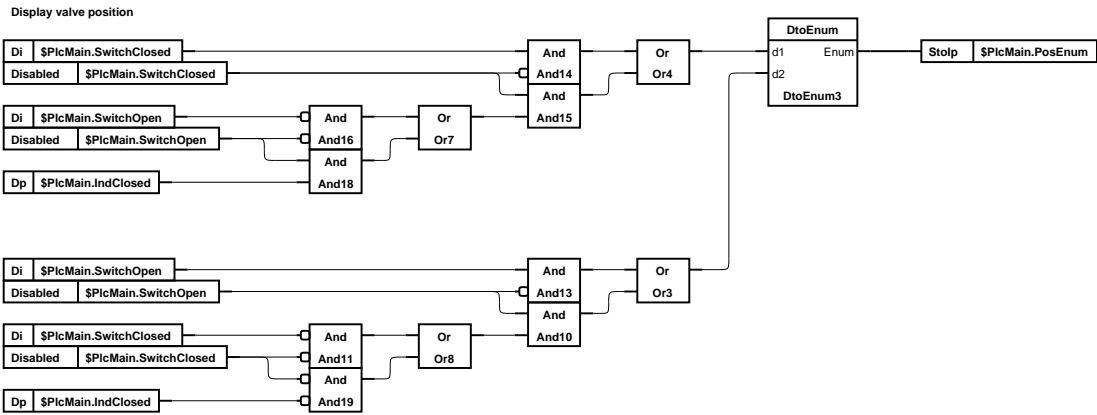 Display valve position
DtoEnum
d1 Enum
d2
DtoEnum3
StoIp $PlcMain.PosEnum
Di $PlcMain.SwitchClosed
Disabled $PlcMain.SwitchClosed
And
And14
And
And15
Or
Or4
Di $PlcMain.SwitchOpen
Disabled $PlcMain.SwitchOpen
Dp $PlcMain.IndClosed
And
And16
And
And18
Or
Or7
Di $PlcMain.SwitchOpen
Disabled $PlcMain.SwitchOpen
And
And13
And
And10
Or
Or3
Di $PlcMain.SwitchClosed
Disabled $PlcMain.SwitchClosed
Dp $PlcMain.IndClosed
And
And11
And
And19
Or
Or8